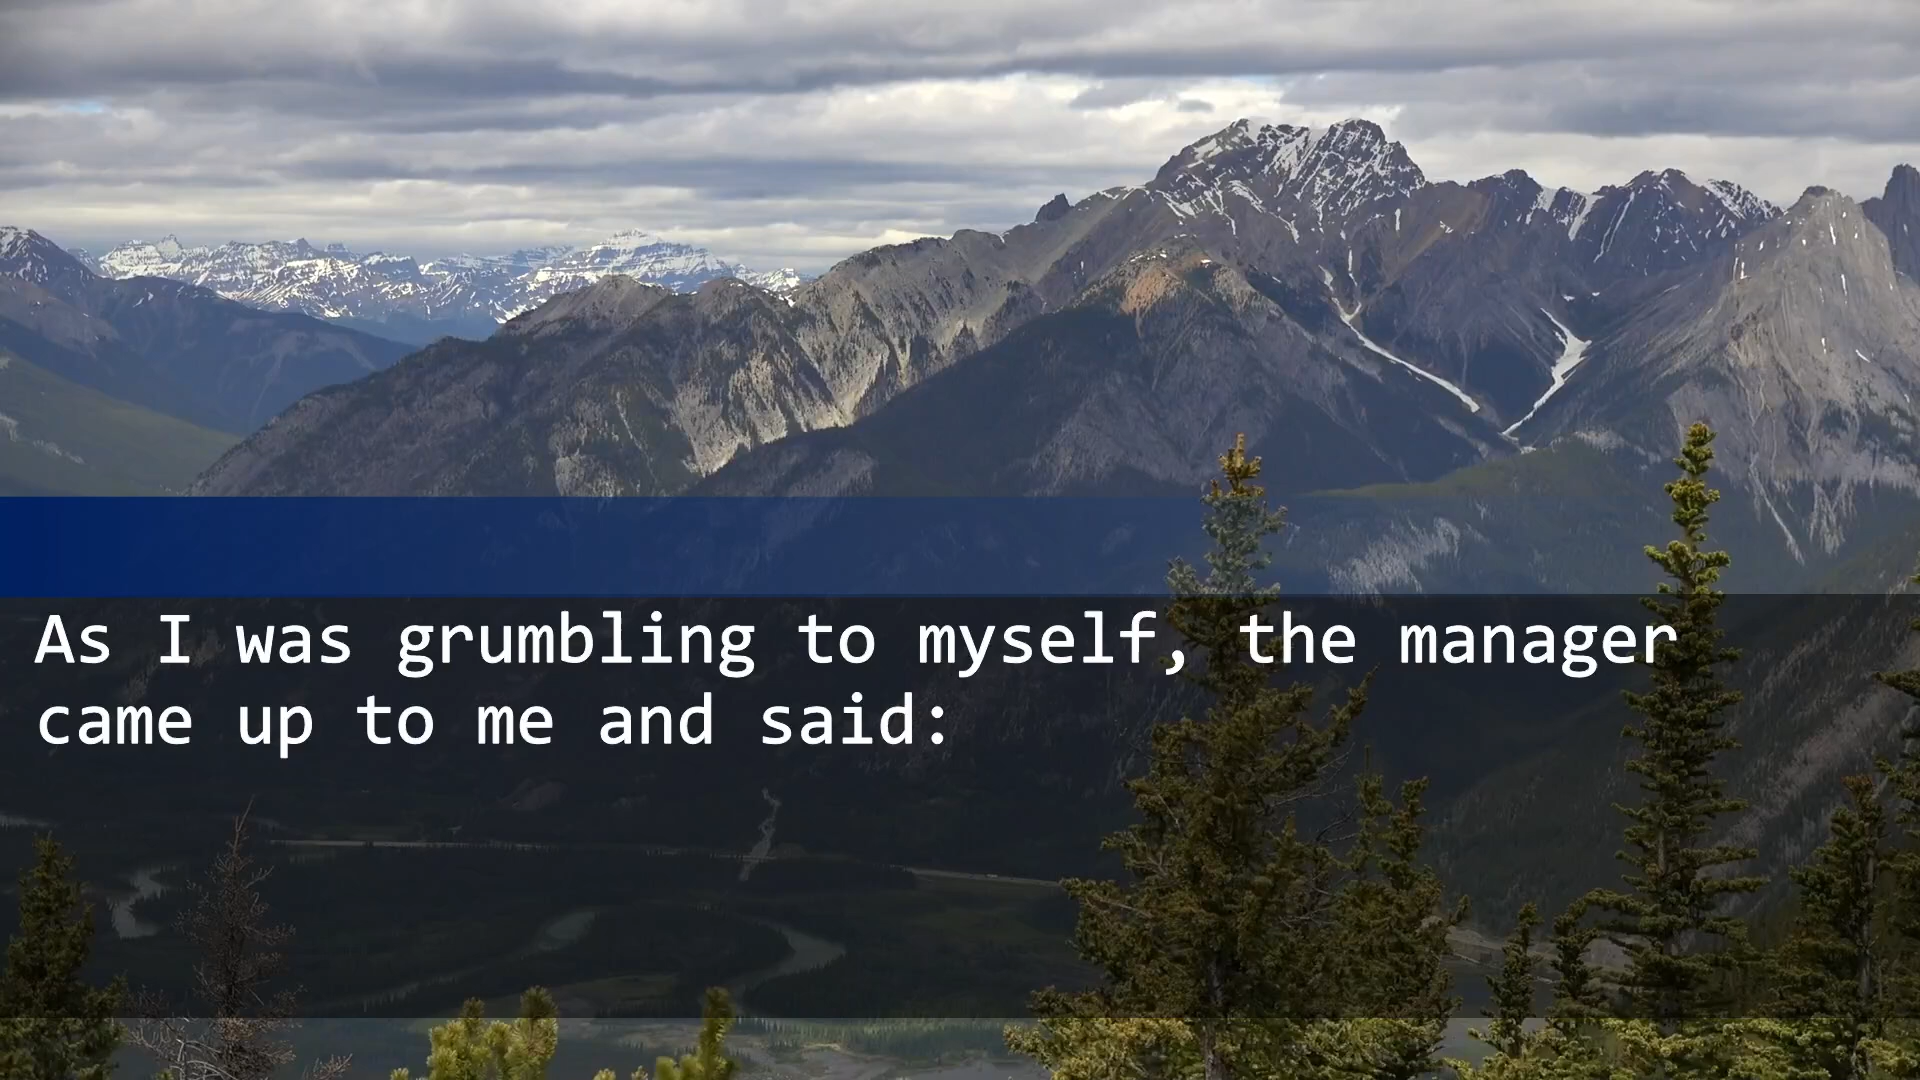 As I was grumbling to myself, the manager
came up to me and said: